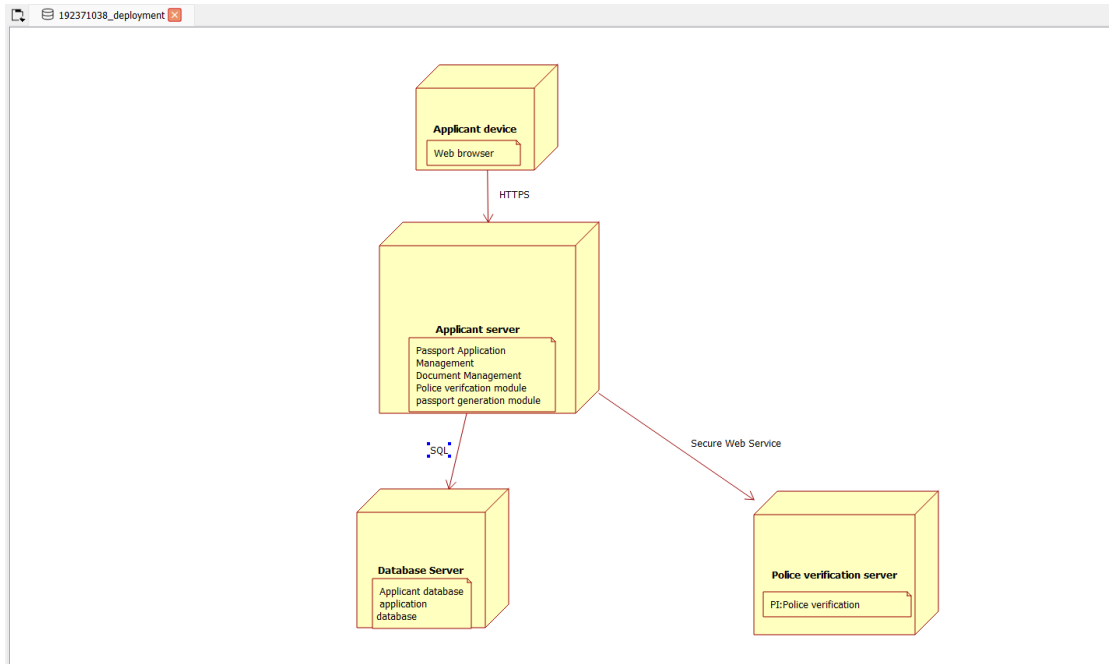 192371038_deployment
Applicant device
Web browser
HTTPS
Applicant server
Passport Application
Management
Document Management
Police verifcation module
passport generation module
SQL
Secure Web Service
Database Server
Applicant database
application
database
Police verification server
PI:Police verification